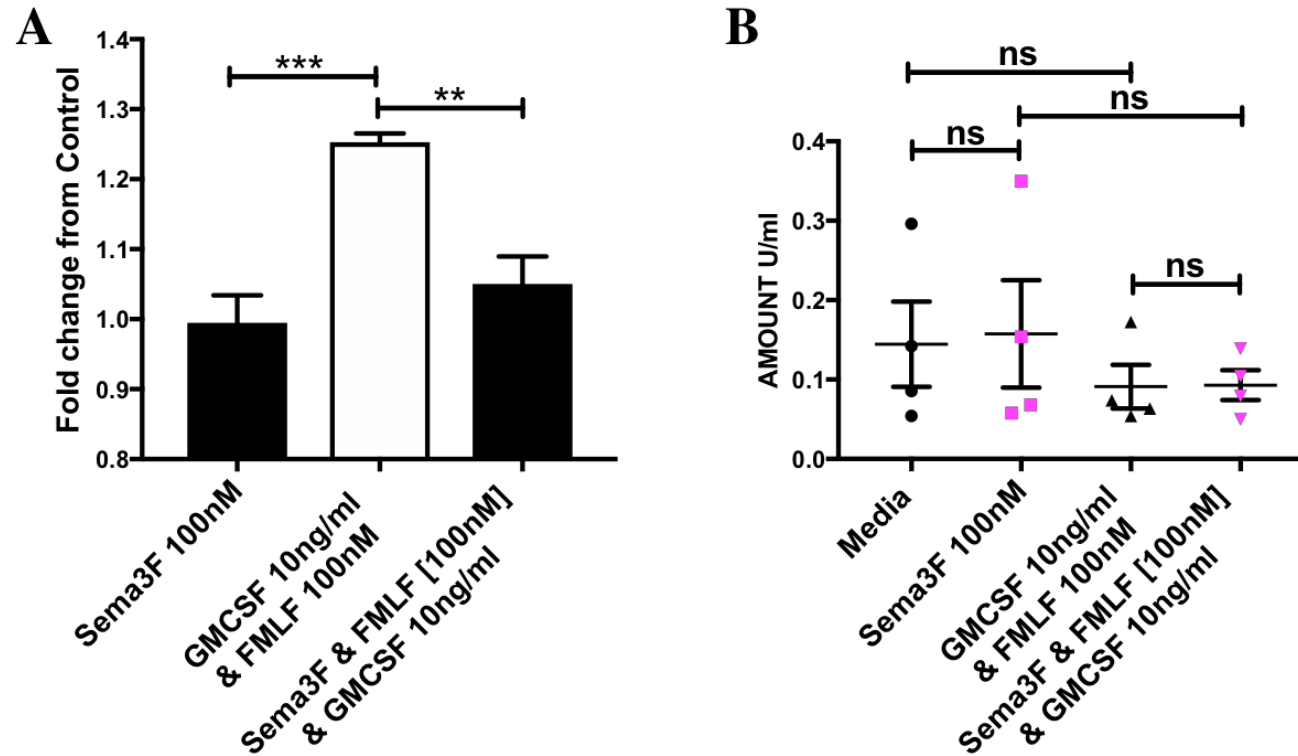 A
Fold change from Control
1.4
1.3
1.2
1.1
1.0
0.9
0.8
***
**
Sema3F 100nM
GMCSF 10ng/ml
& FMLF 100nM
Sema3F & FMLF [100nM]
& GMCSF 10ng/ml
B
AMOUNT U/ml
0.4
0.3
0.2
0.1
0.0
ns
ns
ns
ns
Media
Sema3F 100nM
GMCSF 10ng/ml
& FMLF 100nM
Sema3F & FMLF [100nM]
& GMCSF 10ng/ml